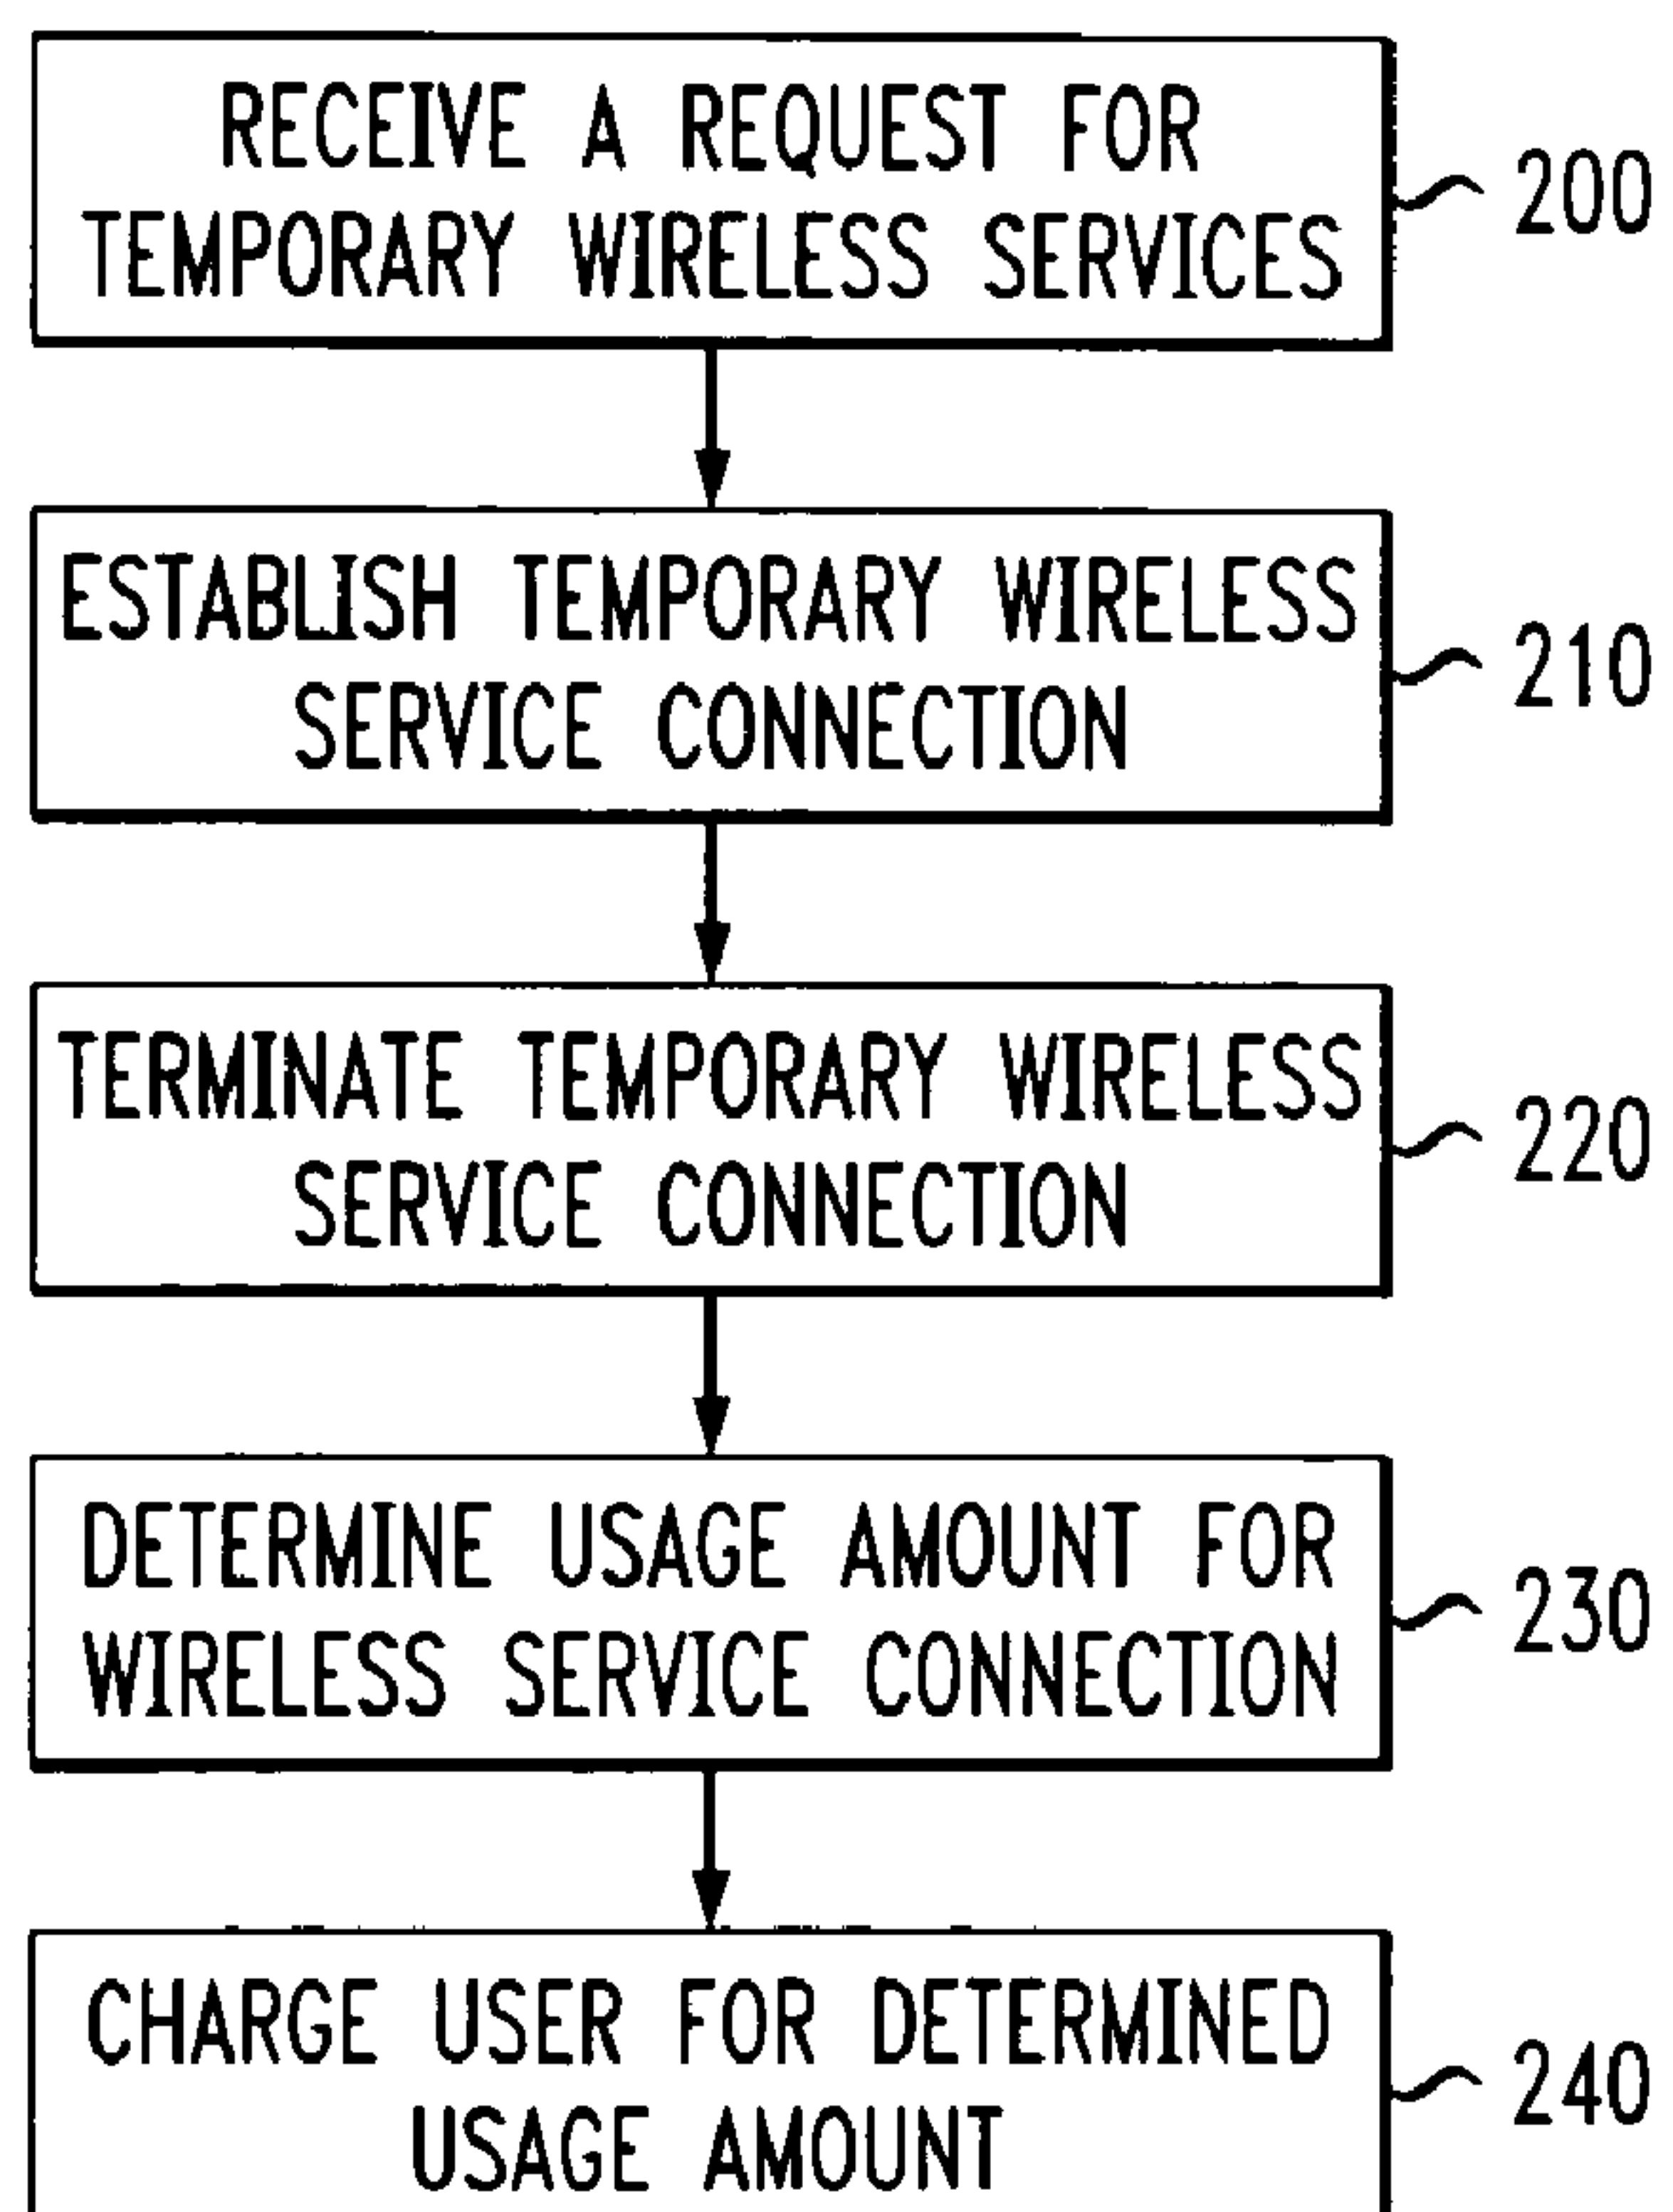 RECEIVE A REQUEST FOR
TEMPORARY WIRELESS SERVICES
200
ESTABLISH TEMPORARY WIRELESS
SERVICE CONNECTION
210
TERMINATE TEMPORARY WIRELESS
SERVICE CONNECTION
220
DETERMINE USAGE AMOUNT FOR
WIRELESS SERVICE CONNECTION
230
CHARGE USER FOR DETERMINED
USAGE AMOUNT
240